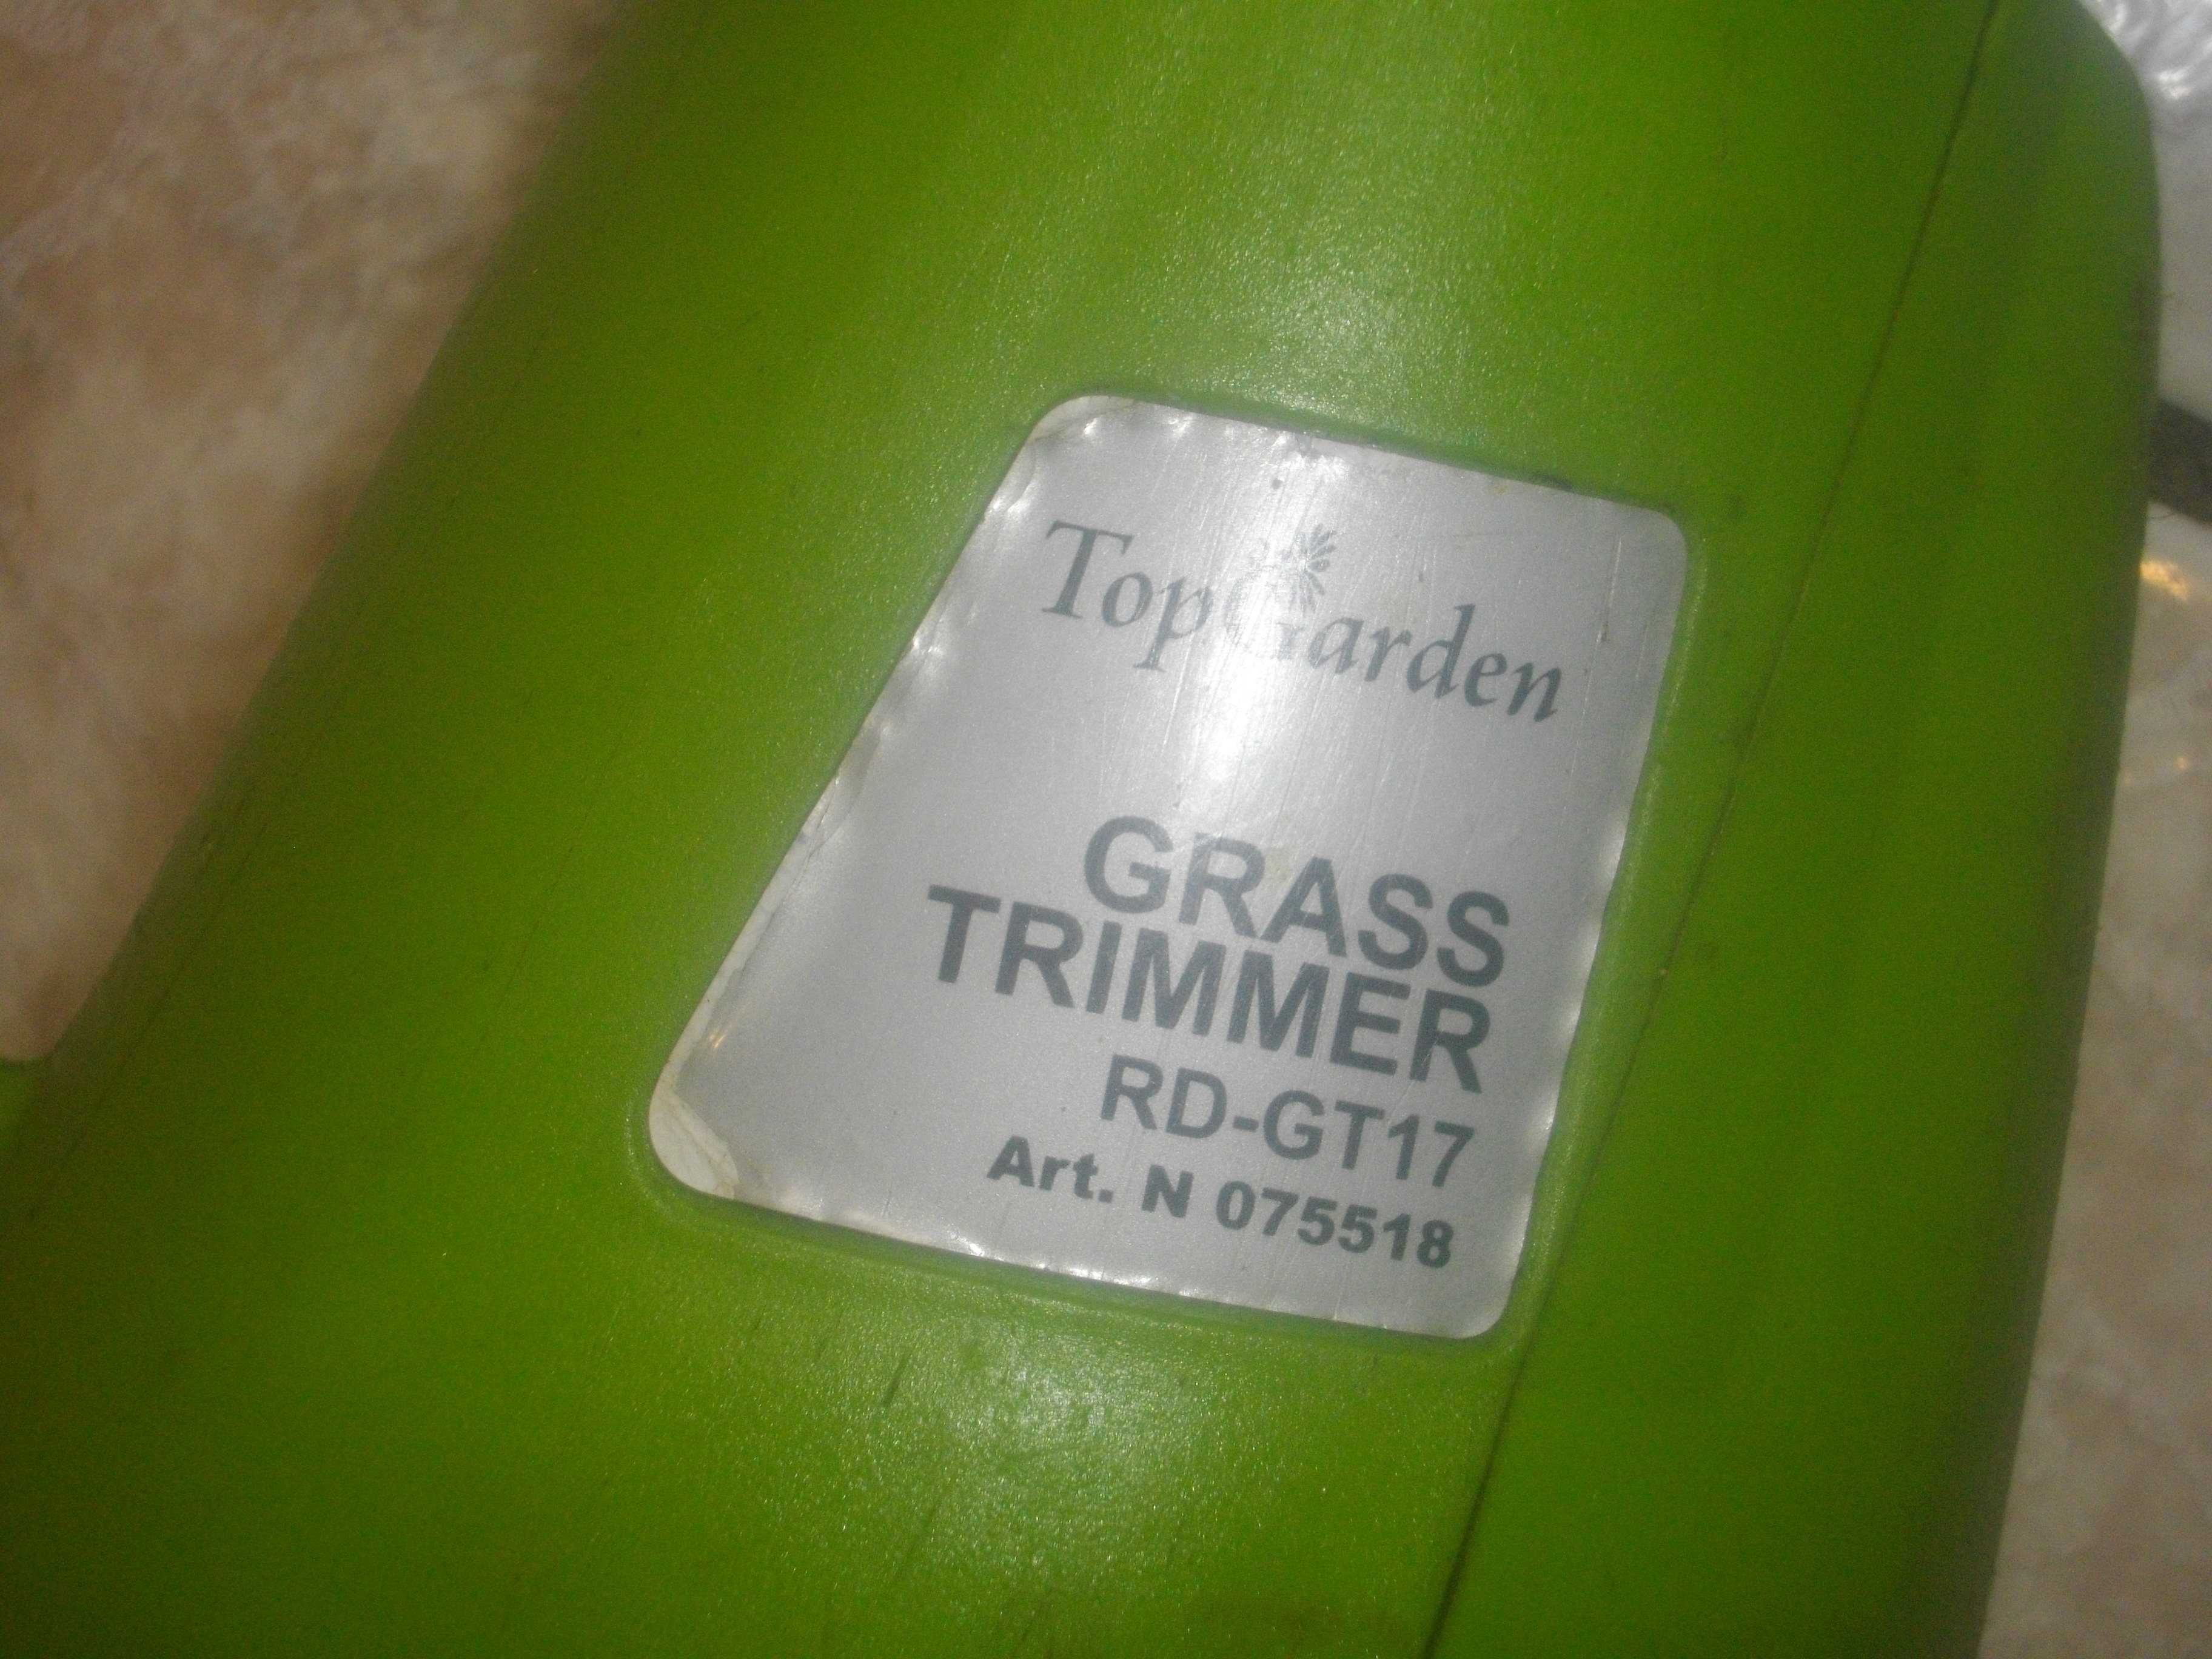 TopGarden
GRASS
TRIMMER
RD-GT17
Art. N 075518